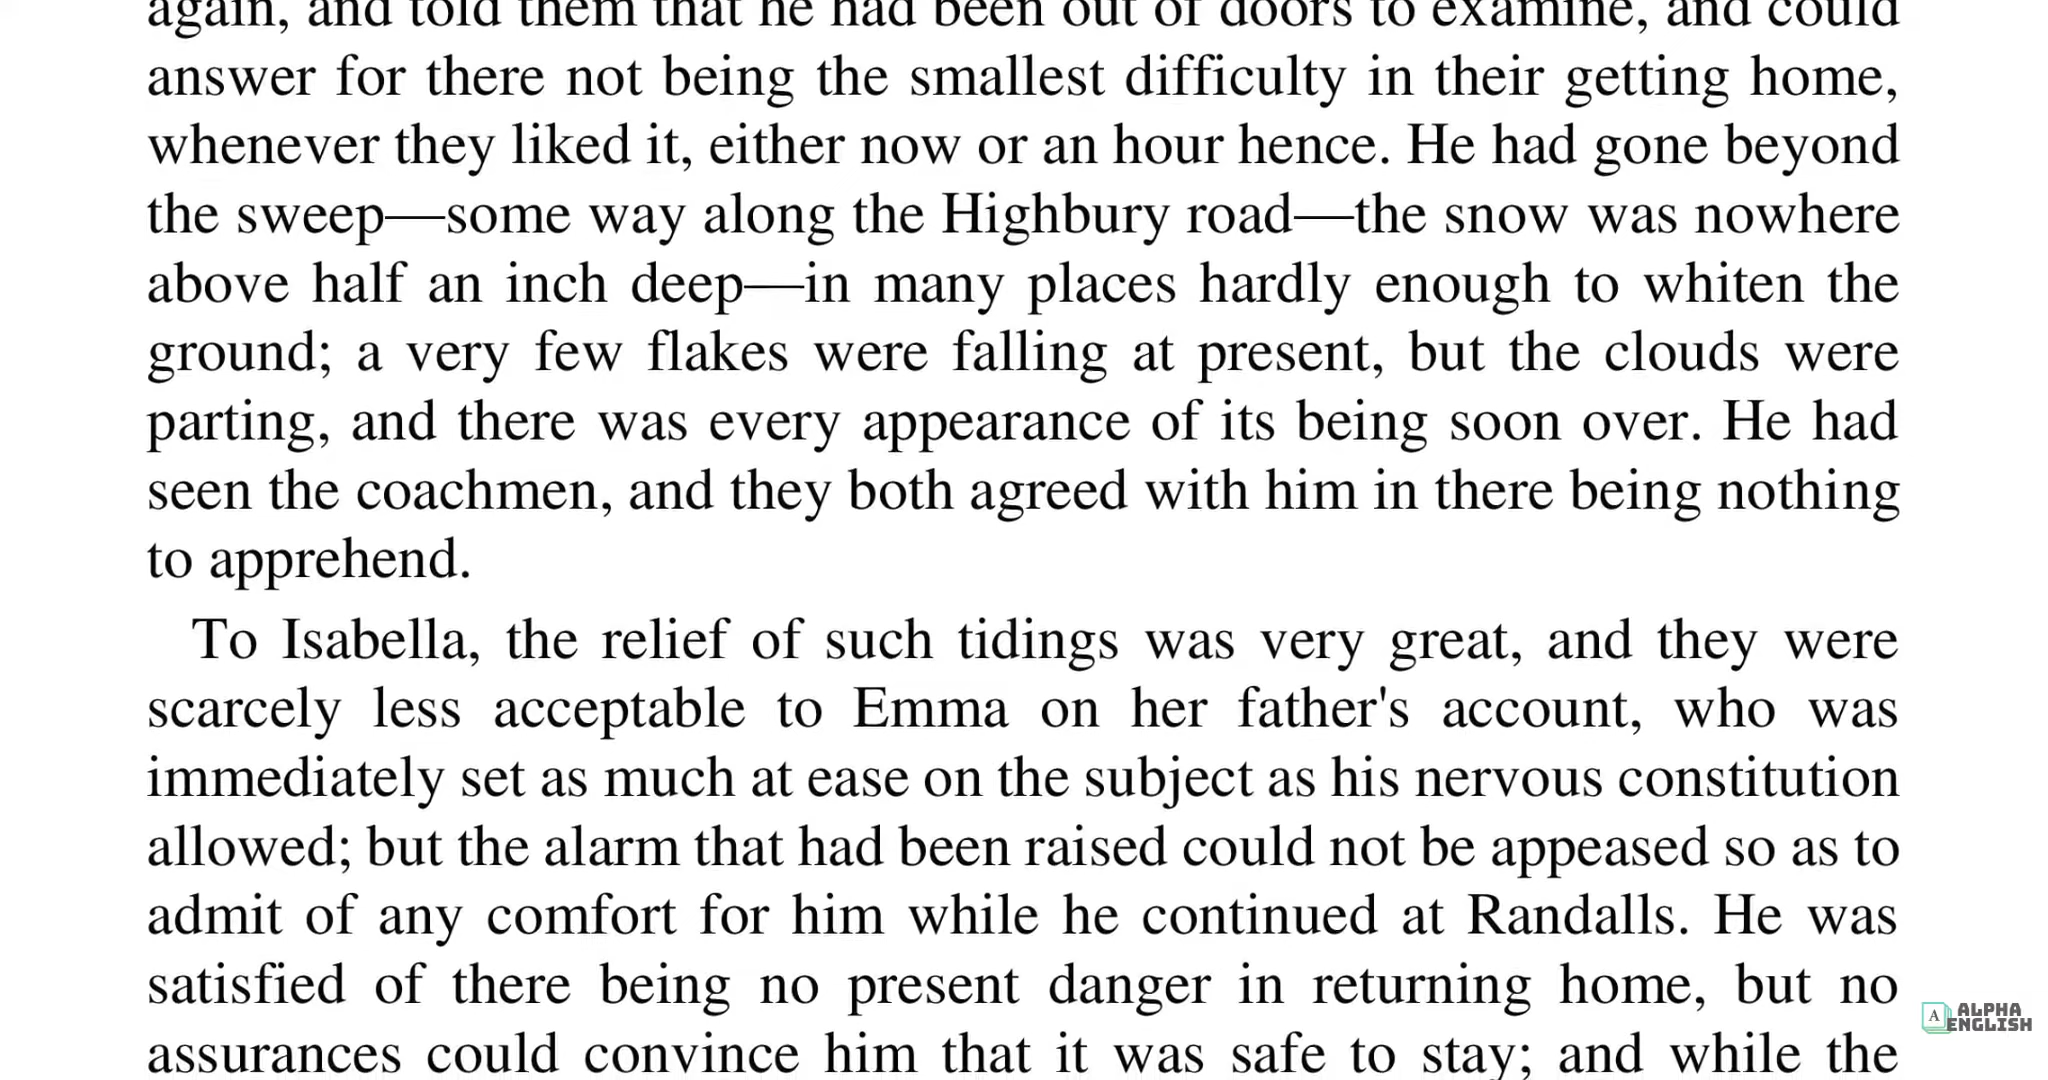 again, and told them that he had been out of doors to examine, and could
answer for there not being the smallest difficulty in their getting home,
whenever they liked it, either now or an hour hence. He had gone beyond
the sweep—some way along the Highbury road—the snow was nowhere
above half an inch deep—in many places hardly enough to whiten the
ground; a very few flakes were falling at present, but the clouds were
parting, and there was every appearance of its being soon over. He had
seen the coachmen, and they both agreed with him in there being nothing
to apprehend.
To Isabella, the relief of such tidings was very great, and they were
scarcely less acceptable to Emma on her father's account, who was
immediately set as much at ease on the subject as his nervous constitution
allowed; but the alarm that had been raised could not be appeased so as to
admit of any comfort for him while he continued at Randalls. He was
satisfied of there being no present danger in returning home, but no
assurances could convince him that it was safe to stay; and while the
A ALPHA
ENGLISH